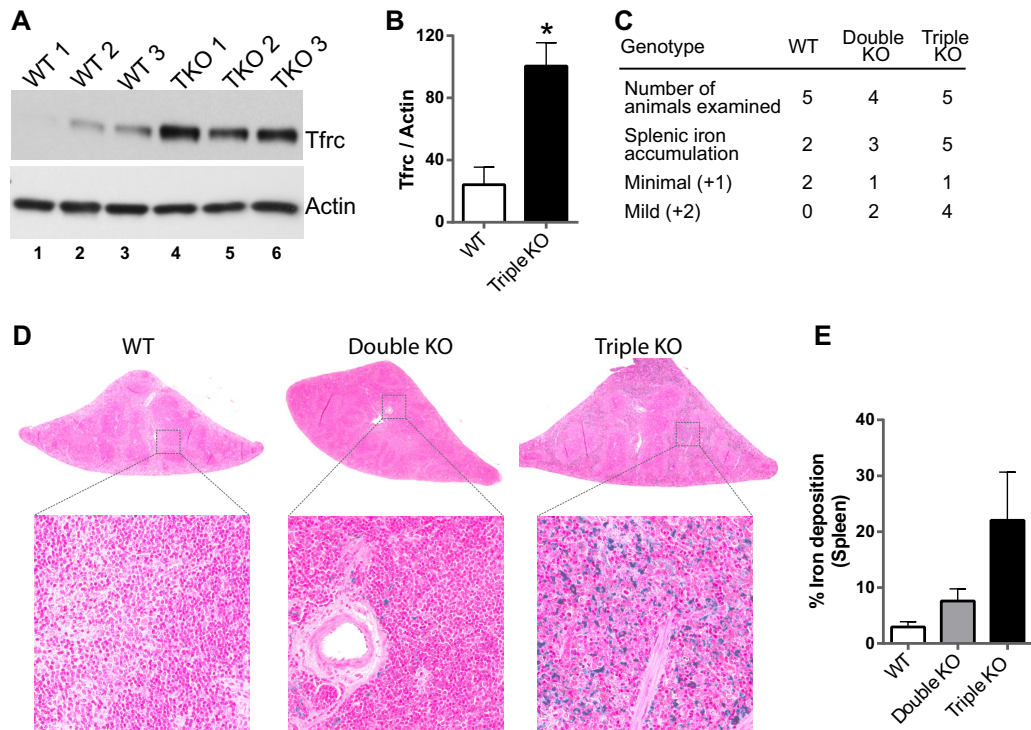 A
WT 1
WT 2
WT 3
TKO 1
TKO 2
TKO 3
Tfrc
Actin
1 2 3 4 5 6
B
*
Tfrc / Actin
120
80
40
0
WT
Triple KO
C
Genotype WT Double KO Triple KO
Number of
animals examined 5 4 5
Splenic iron
accumulation 2 3 5
Minimal (+1) 2 1 1
Mild (+2) 0 2 4
D
WT Double KO Triple KO
E
% Iron deposition
(Spleen)
40
30
20
10
0
WT
Double KO
Triple KO